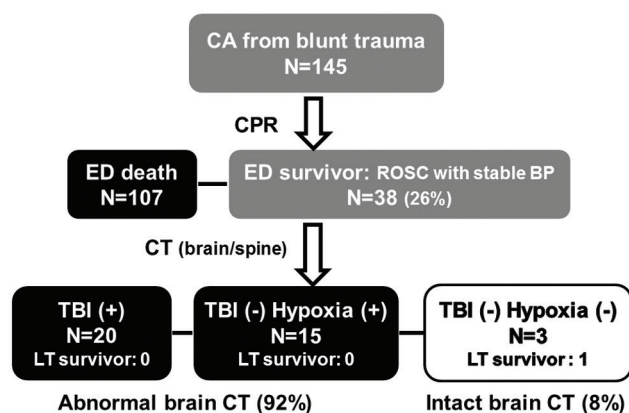 CA from blunt trauma
N=145
CPR
ED death
N=107
ED survivor: ROSC with stable BP
N=38 (26%)
CT (brain/spine)
TBI (+)
N=20
LT survivor: 0
TBI (-) Hypoxia (+)
N=15
LT survivor: 0
TBI (-) Hypoxia (-)
N=3
LT survivor : 1
Abnormal brain CT (92%)
Intact brain CT (8%)